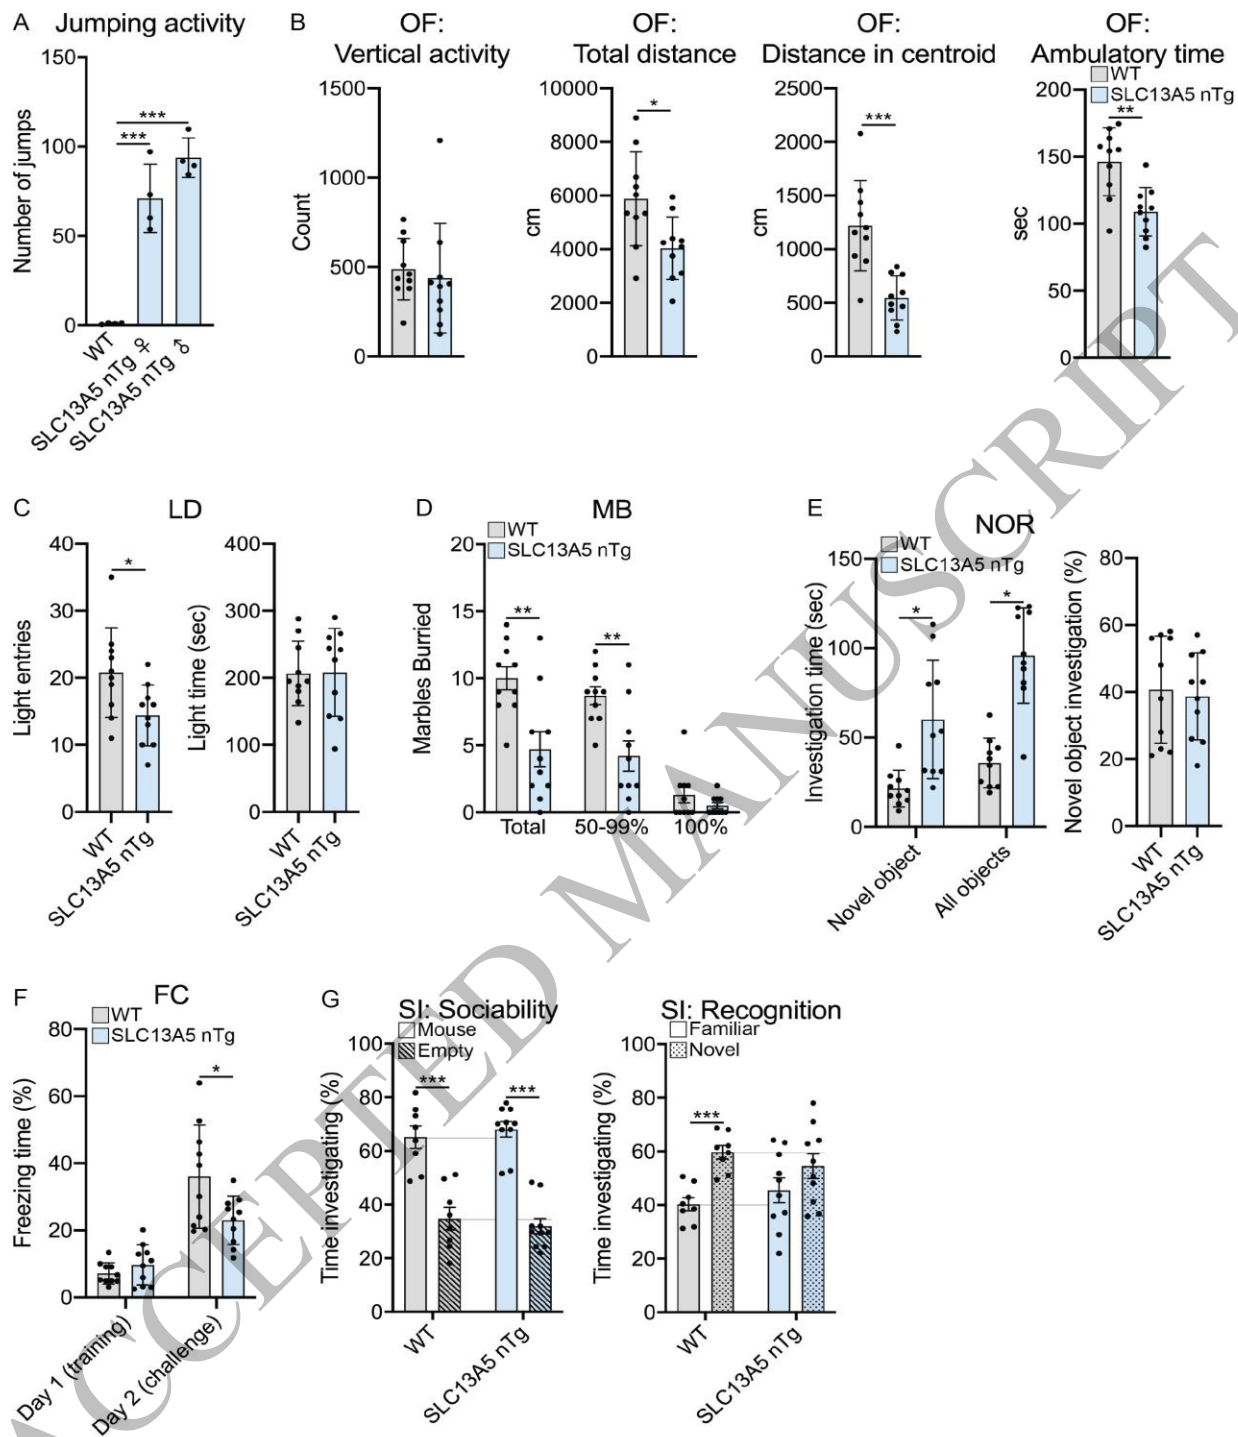 A Jumping activity
Number of jumps
150
100
50
0
***
***
WT
SLC13A5 nTg ♀
SLC13A5 nTg ♂
B
OF:
Vertical activity
Count
1500
1000
500
0
OF:
Total distance
cm
10000
8000
6000
4000
2000
0
*
OF:
Distance in centroid
cm
2500
2000
1500
1000
500
0
***
OF:
Ambulatory time
WT
SLC13A5 nTg
sec
200
150
100
50
0
**
C LD
Light entries
40
30
20
10
0
*
WT
SLC13A5 nTg
Light time (sec)
400
300
200
100
0
WT
SLC13A5 nTg
D MB
WT
SLC13A5 nTg
Marbles Burried
20
15
10
5
0
**
**
Total 50-99% 100%
E NOR
WT
SLC13A5 nTg
Investigation time (sec)
150
100
50
0
*
*
Novel object
All objects
Novel object investigation (%)
80
60
40
20
0
WT
SLC13A5 nTg
F FC
WT
SLC13A5 nTg
Freezing time (%)
80
60
40
20
0
*
Day 1 (training)
Day 2 (challenge)
G SI: Sociability
Mouse
Empty
Time investigating (%)
100
80
60
40
20
0
***
***
WT
SLC13A5 nTg
SI: Recognition
Familiar
Novel
Time investigating (%)
100
80
60
40
20
0
***
WT
SLC13A5 nTg
ACCEPTED MANUSCRIPT